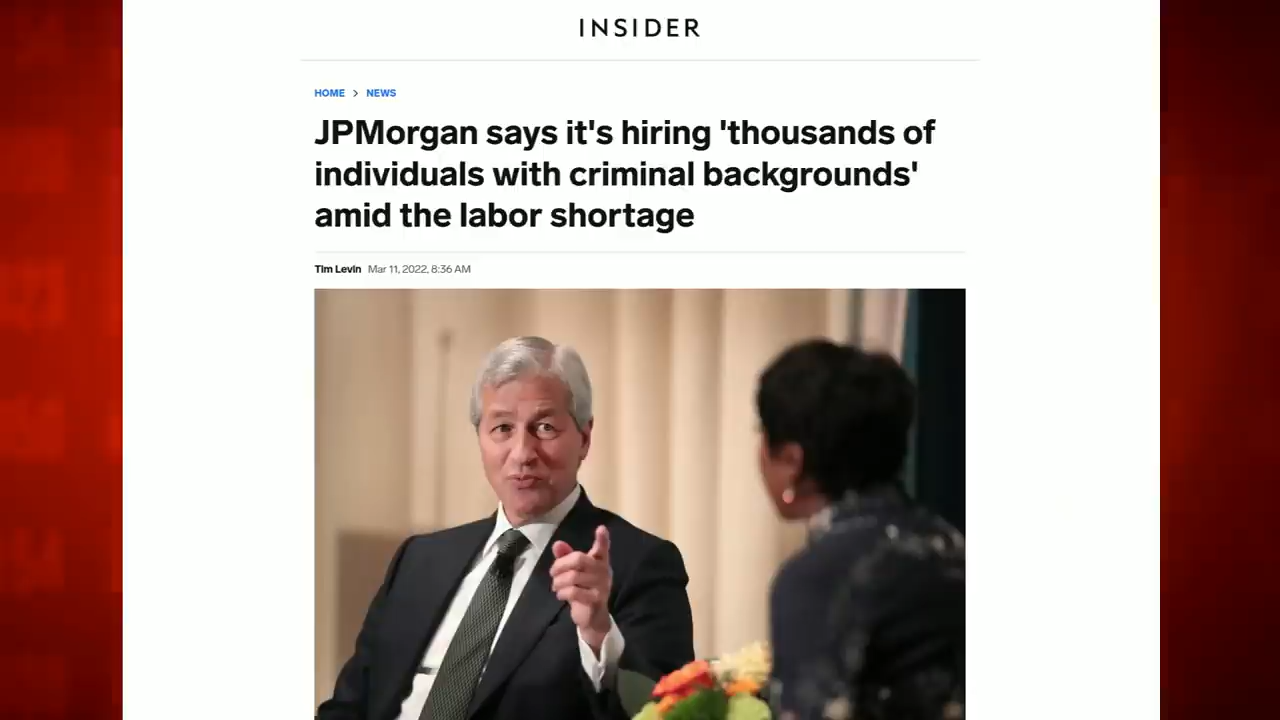 INSIDER
HOME > NEWS
JPMorgan says it's hiring 'thousands of
individuals with criminal backgrounds'
amid the labor shortage
Tim Levin Mar 11, 2022, 8:36 AM